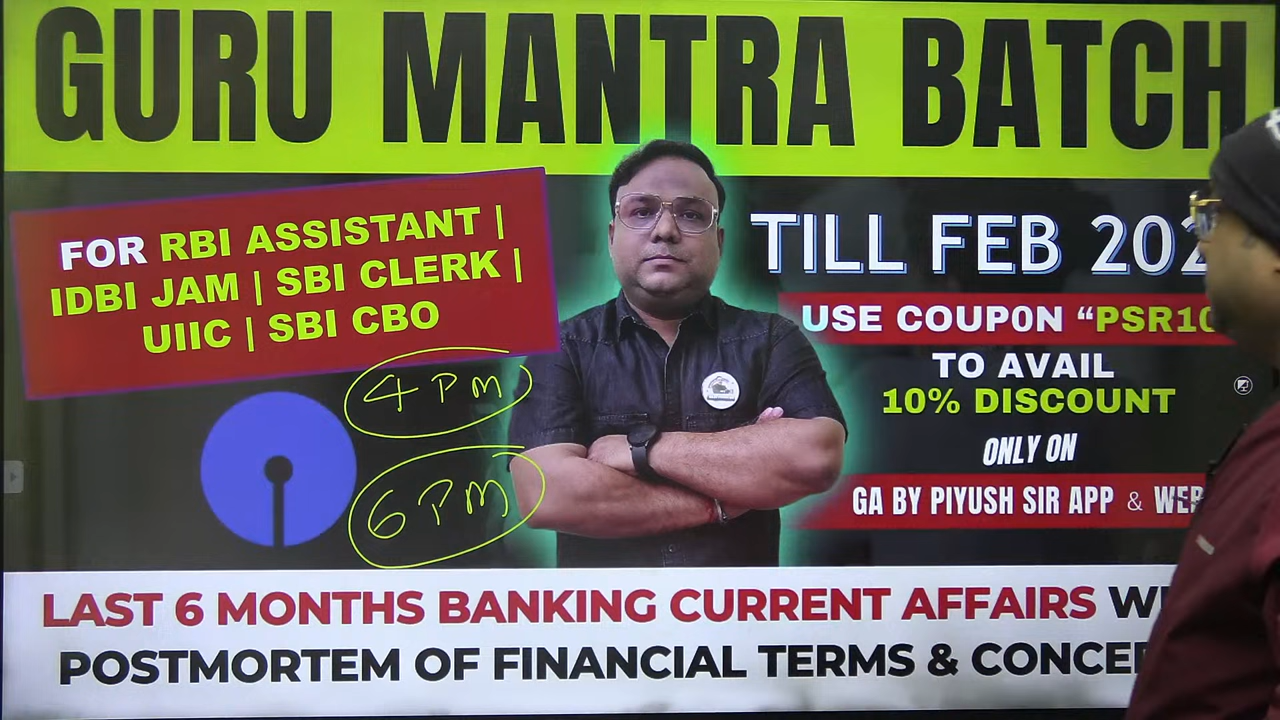 GURU MANTRA BATCH
FOR RBI ASSISTANT |
IDBI JAM | SBI CLERK |
UIIC | SBI CBO
4 PM
6 PM
TILL FEB
USE COUP0N “PSR10
TO AVAIL
10% DISCOUNT
ONLY ON
GA BY PIYUSH SIR APP &
LAST 6 MONTHS BANKING CURRENT AFFAIRS
POSTMORTEM OF FINANCIAL TERMS &